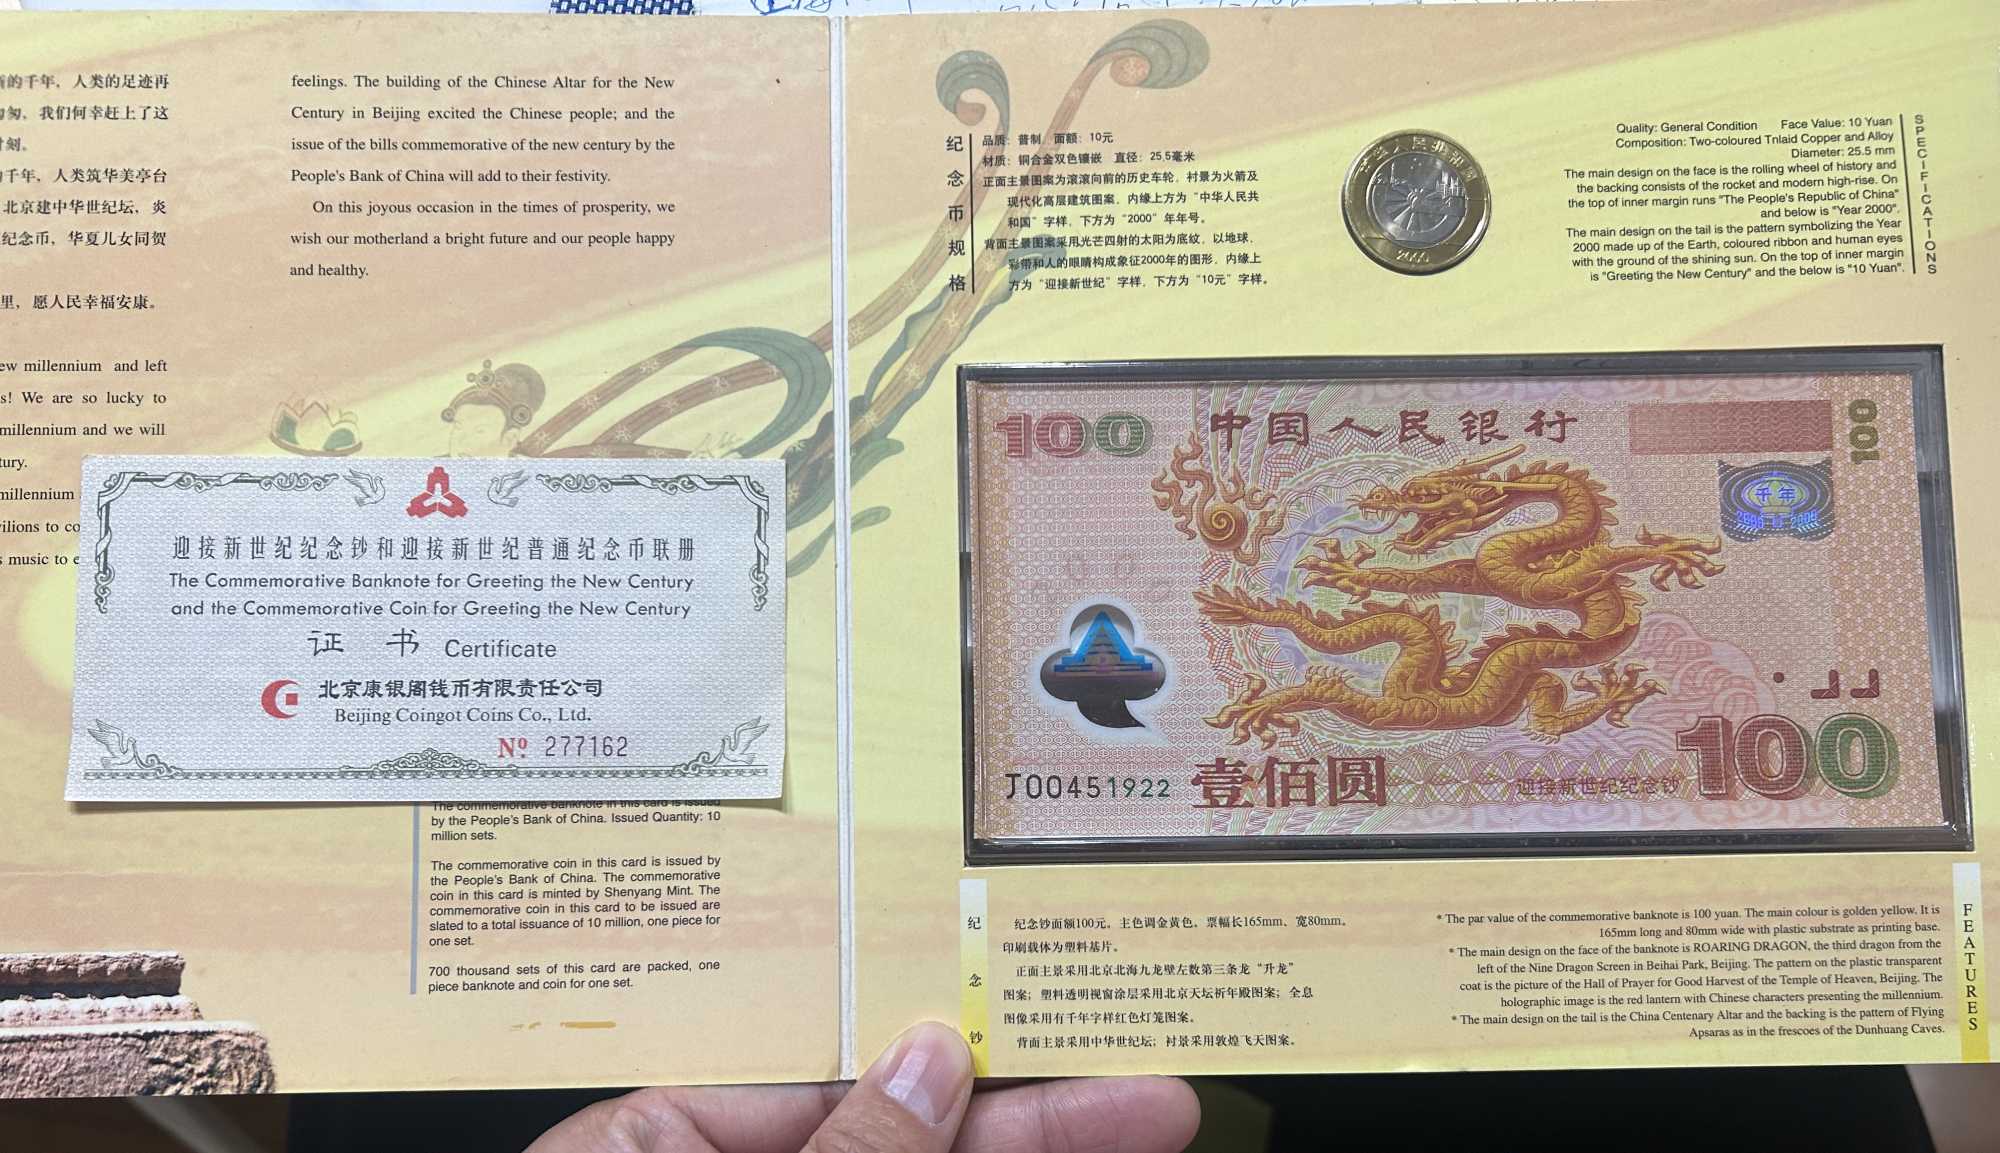 的千年，人类的足迹再
匆，我们何幸赶上了这
刻。
千年，人类筑华美亭台
北京建中华世纪坛，炎
纪念币，华夏儿女同贺
里，愿人民幸福安康。
ew millennium and left
s! We are so lucky to
millennium and we will
tury.
millennium
ilions to co
s music to e
feelings. The building of the Chinese Altar for the New
Century in Beijing excited the Chinese people; and the
issue of the bills commemorative of the new century by the
People's Bank of China will add to their festivity.
On this joyous occasion in the times of prosperity, we
wish our motherland a bright future and our people happy
and healthy.
迎接新世纪纪念钞和迎接新世纪普通纪念币联册
The Commemorative Banknote for Greeting the New Century
and the Commemorative Coin for Greeting the New Century
证 书 Certificate
北京康银阁钱币有限责任公司
Beijing Coingot Coins Co., Ltd.
Nº 277162
The commemorative banknote in this card is issued
by the People's Bank of China. Issued Quantity: 10
million sets.
The commemorative coin in this card is issued by
the People's Bank of China. The commemorative
coin in this card is minted by Shenyang Mint. The
commemorative coin in this card to be issued are
slated to a total issuance of 10 million, one piece for
one set.
700 thousand sets of this card are packed, one
piece banknote and coin for one set.
纪念币规格
品质：普制 面额：10元
材质：铜合金双色镶嵌 直径：25.5毫米
正面主景图案为滚滚向前的历史车轮，衬景为火箭及
现代化高层建筑图案，内缘上方为“中华人民共
和国”字样，下方为“2000”年年号。
背面主景图案采用光芒四射的太阳为底纹，以地球、
彩带和人的眼睛构成象征2000年的图形，内缘上
方为“迎接新世纪”字样，下方为“10元”字样。
中华人民共和国
2000
SPECIFICATIONS
Quality: General Condition Face Value: 10 Yuan
Composition: Two-coloured Tnlaid Copper and Alloy
Diameter: 25.5 mm
The main design on the face is the rolling wheel of history and
the backing consists of the rocket and modern high-rise. On
the top of inner margin runs "The People's Republic of China"
and below is "Year 2000".
The main design on the tail is the pattern symbolizing the Year
2000 made up of the Earth, coloured ribbon and human eyes
with the ground of the shining sun. On the top of inner margin
is "Greeting the New Century" and the below is "10 Yuan".
100 中国人民银行 100
千年
J00451922 壹佰圆 迎接新世纪纪念钞 100
纪念钞
纪念钞面额100元，主色调金黄色，票幅长165mm、宽80mm。
印刷载体为塑料基片。
正面主景采用北京北海九龙壁左数第三条龙“升龙”
图案；塑料透明视窗涂层采用北京天坛祈年殿图案；全息
图像采用有千年字样红色灯笼图案。
背面主景采用中华世纪坛；衬景采用敦煌飞天图案。
* The par value of the commemorative banknote is 100 yuan. The main colour is golden yellow. It is
165mm long and 80mm wide with plastic substrate as printing base.
* The main design on the face of the banknote is ROARING DRAGON, the third dragon from the
left of the Nine Dragon Screen in Beihai Park, Beijing. The pattern on the plastic transparent
coat is the picture of the Hall of Prayer for Good Harvest of the Temple of Heaven, Beijing. The
holographic image is the red lantern with Chinese characters presenting the millennium.
* The main design on the tail is the China Centenary Altar and the backing is the pattern of Flying
Apsaras as in the frescoes of the Dunhuang Caves.
FEATURES